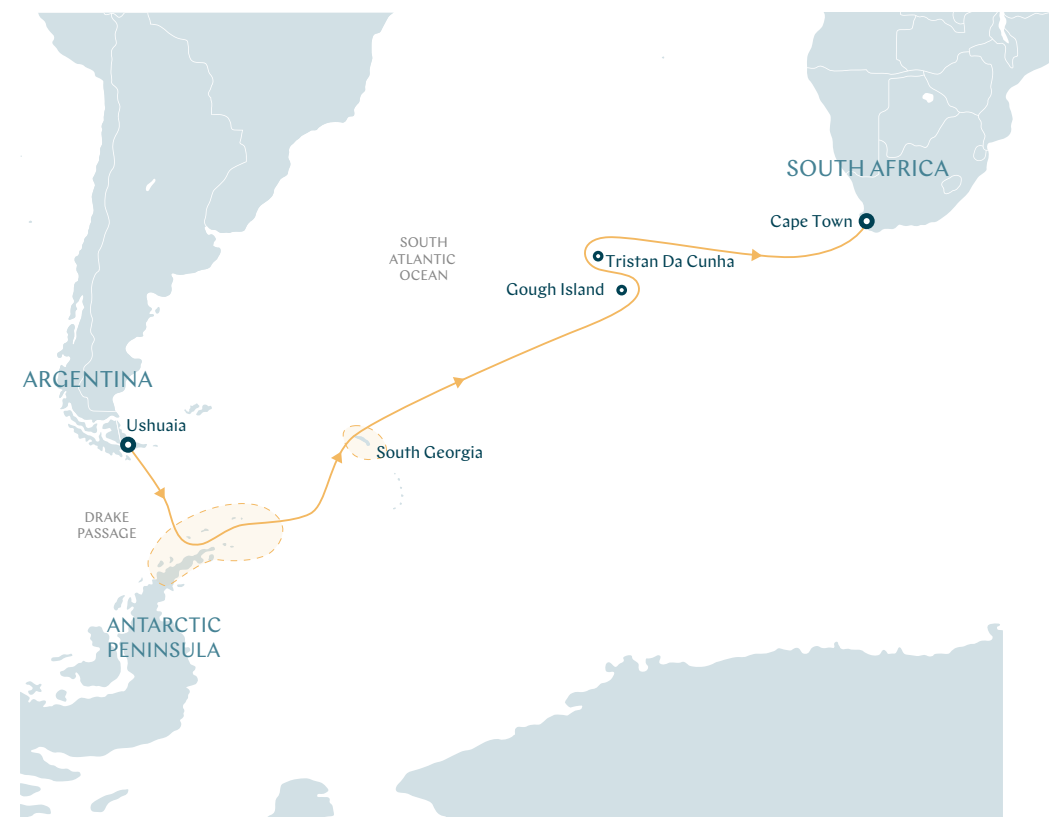 SOUTH AFRICA
Cape Town
SOUTH
ATLANTIC
OCEAN
Tristan Da Cunha
Gough Island
ARGENTINA
Ushuaia
South Georgia
DRAKE
PASSAGE
ANTARCTIC
PENINSULA